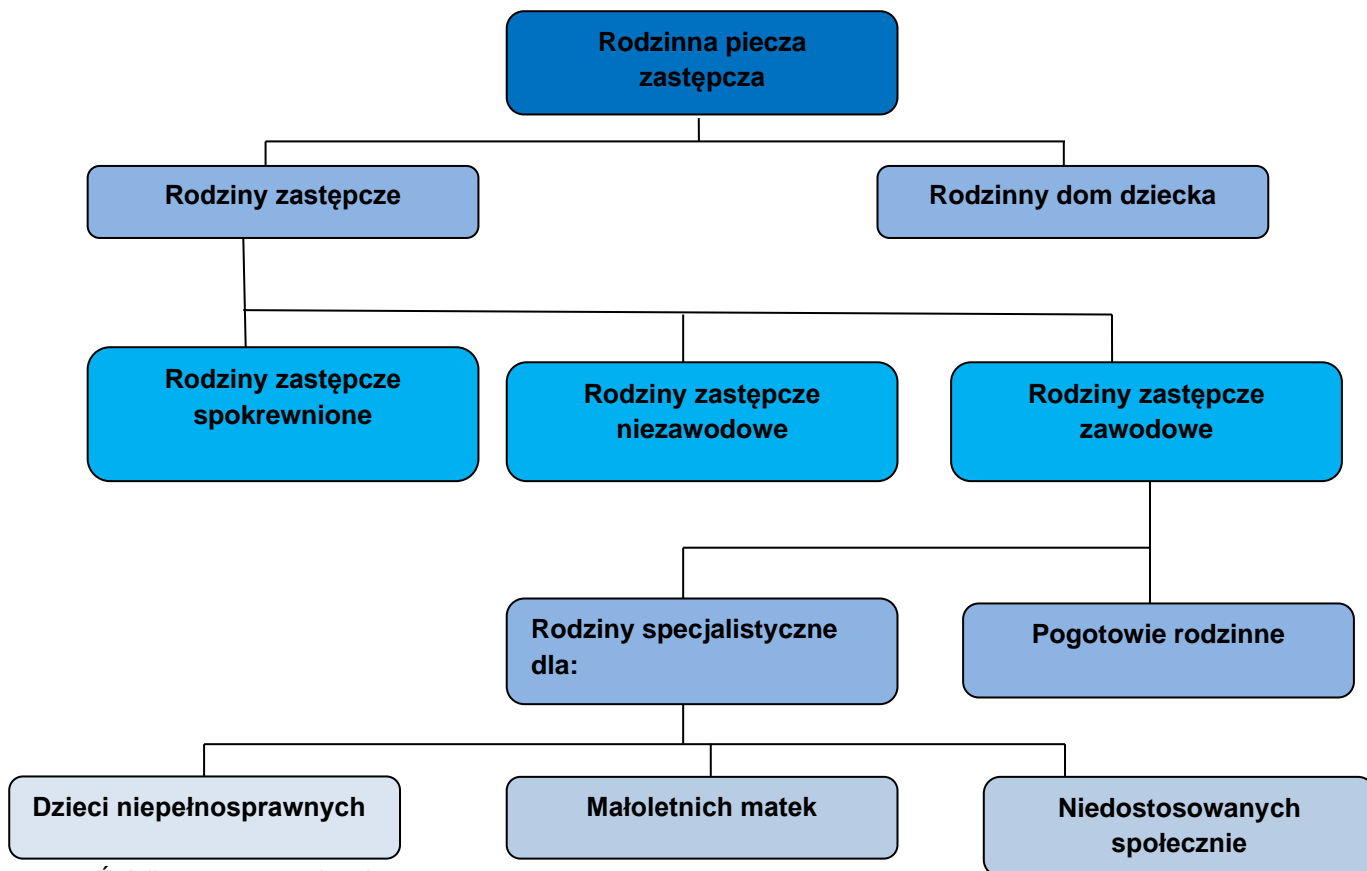 Rodzinna piecza
zastępcza
Rodziny zastępcze
Rodzinny dom dziecka
Rodziny zastępcze
spokrewnione
Rodziny zastępcze
niezawodowe
Rodziny zastępcze
zawodowe
Rodziny specjalistyczne
dla:
Pogotowie rodzinne
Dzieci niepełnosprawnych
Małoletnich matek
Niedostosowanych
społecznie